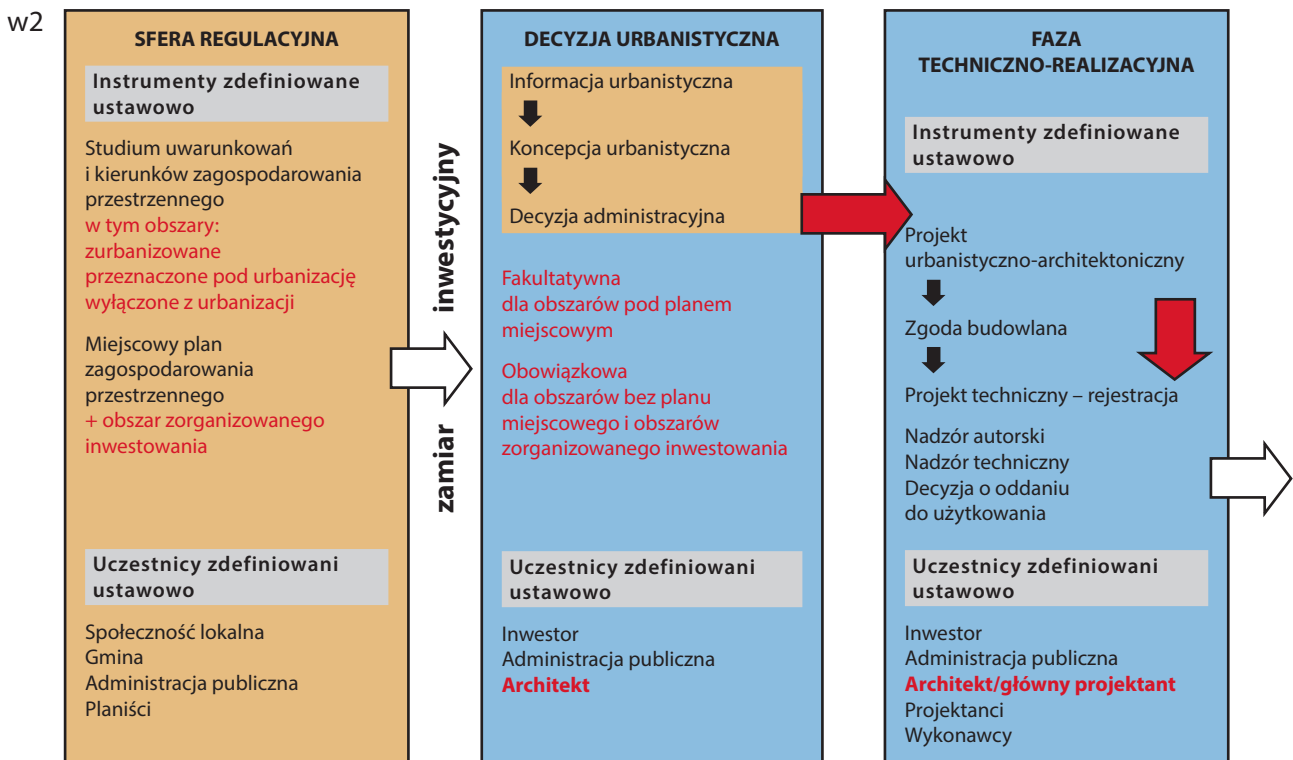 w2
SFERA REGULACYJNA
Instrumenty zdefiniowane
ustawowo
Studium uwarunkowań
i kierunków zagospodarowania
przestrzennego
w tym obszary:
zurbanizowane
przeznaczone pod urbanizację
wyłączone z urbanizacji
Miejscowy plan
zagospodarowania
przestrzennego
+ obszar zorganizowanego
inwestowania
Uczestnicy zdefiniowani
ustawowo
Społeczność lokalna
Gmina
Administracja publiczna
Planiści
zamiar inwestycyjny
DECYZJA URBANISTYCZNA
Informacja urbanistyczna
Koncepcja urbanistyczna
Decyzja administracyjna
Fakultatywna
dla obszarów pod planem
miejscowym
Obowiązkowa
dla obszarów bez planu
miejscowego i obszarów
zorganizowanego inwestowania
Uczestnicy zdefiniowani
ustawowo
Inwestor
Administracja publiczna
Architekt
FAZA
TECHNICZNO-REALIZACYJNA
Instrumenty zdefiniowane
ustawowo
Projekt
urbanistyczno-architektoniczny
Zgoda budowlana
Projekt techniczny – rejestracja
Nadzór autorski
Nadzór techniczny
Decyzja o oddaniu
do użytkowania
Uczestnicy zdefiniowani
ustawowo
Inwestor
Administracja publiczna
Architekt/główny projektant
Projektanci
Wykonawcy